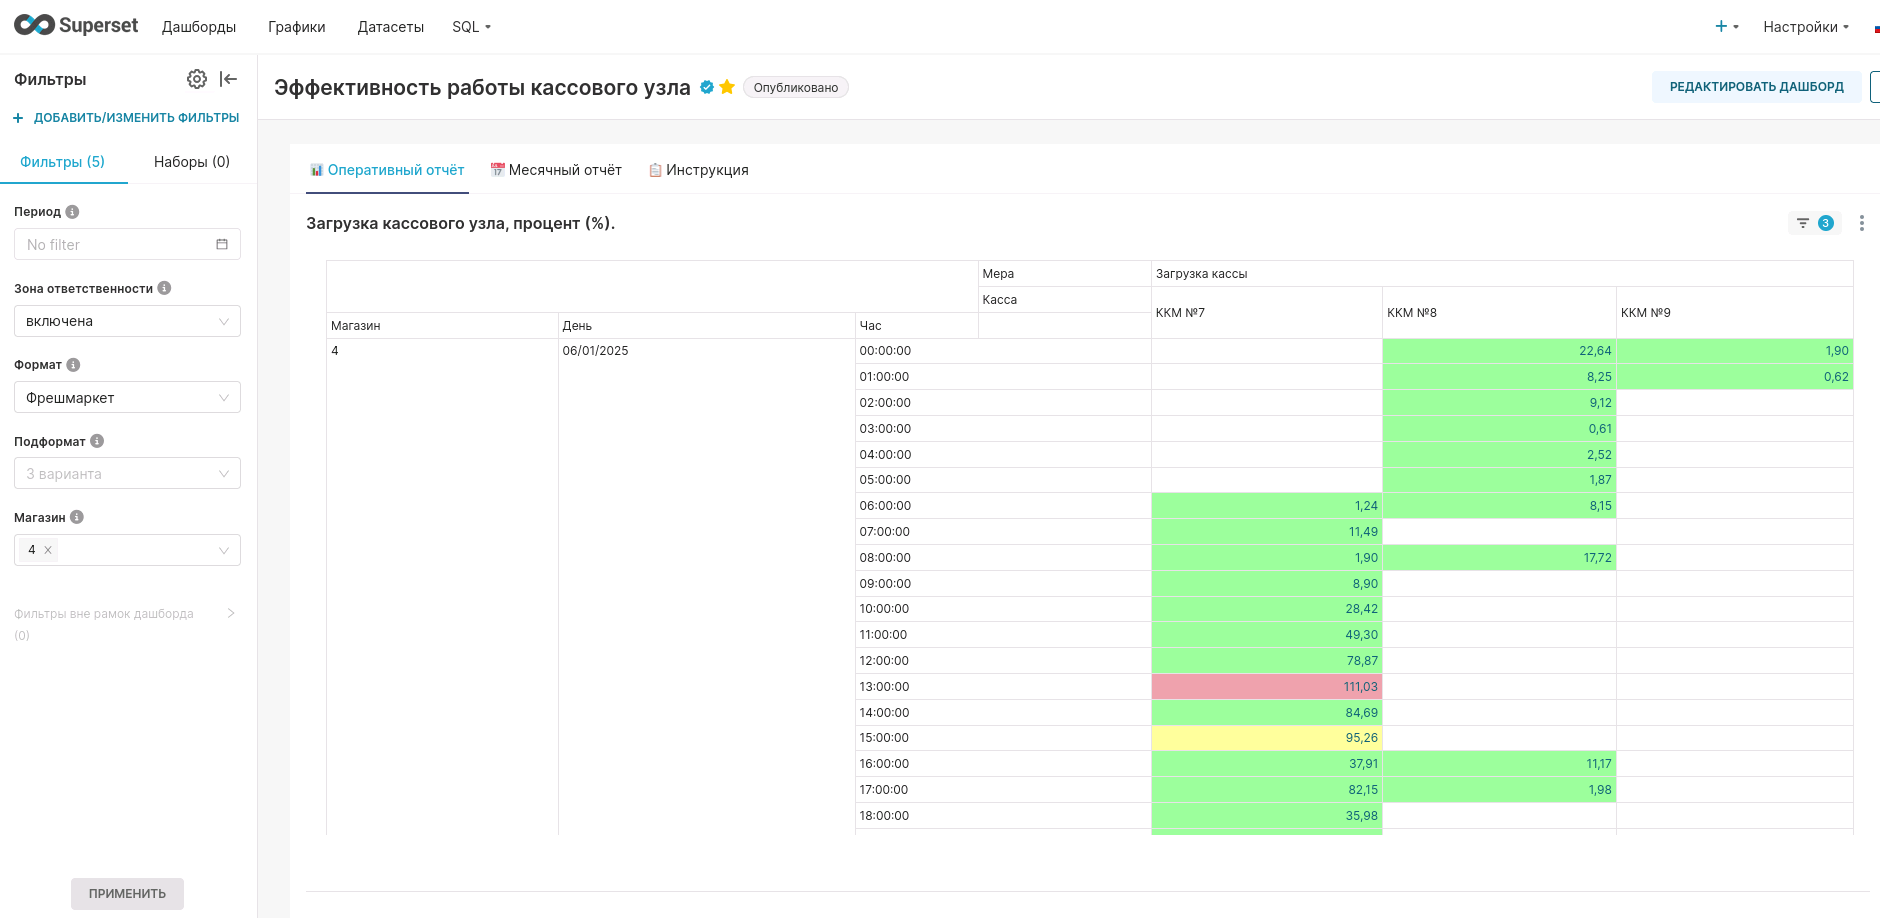 Superset Дашборды Графики Датасеты SQL + Настройки
Фильтры
+ ДОБАВИТЬ/ИЗМЕНИТЬ ФИЛЬТРЫ
Фильтры (5) Наборы (0)
Период
No filter
Зона ответственности
включена
Формат
Фрешмаркет
Подформат
3 варианта
Магазин
4 ×
Фильтры вне рамок дашборда
(0)
ПРИМЕНИТЬ
Эффективность работы кассового узла Опубликовано РЕДАКТИРОВАТЬ ДАШБОРД
Оперативный отчёт Месячный отчёт Инструкция
Загрузка кассового узла, процент (%). 3
Мера Загрузка кассы
Касса
ККМ №7 ККМ №8 ККМ №9
Магазин День Час
4 06/01/2025 00:00:00 22,64 1,90
01:00:00 8,25 0,62
02:00:00 9,12
03:00:00 0,61
04:00:00 2,52
05:00:00 1,87
06:00:00 1,24 8,15
07:00:00 11,49
08:00:00 1,90 17,72
09:00:00 8,90
10:00:00 28,42
11:00:00 49,30
12:00:00 78,87
13:00:00 111,03
14:00:00 84,69
15:00:00 95,26
16:00:00 37,91 11,17
17:00:00 82,15 1,98
18:00:00 35,98